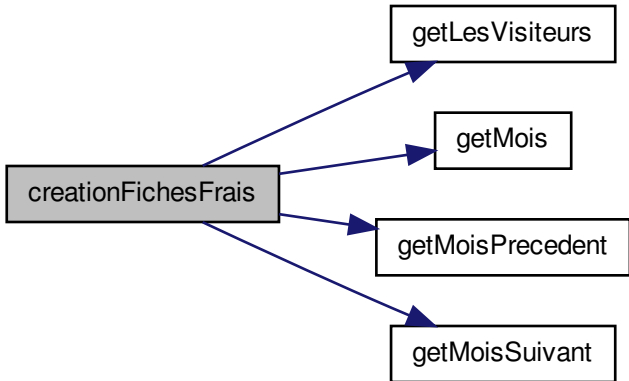 getLesVisiteurs
getMois
creationFichesFrais
getMoisPrecedent
getMoisSuivant